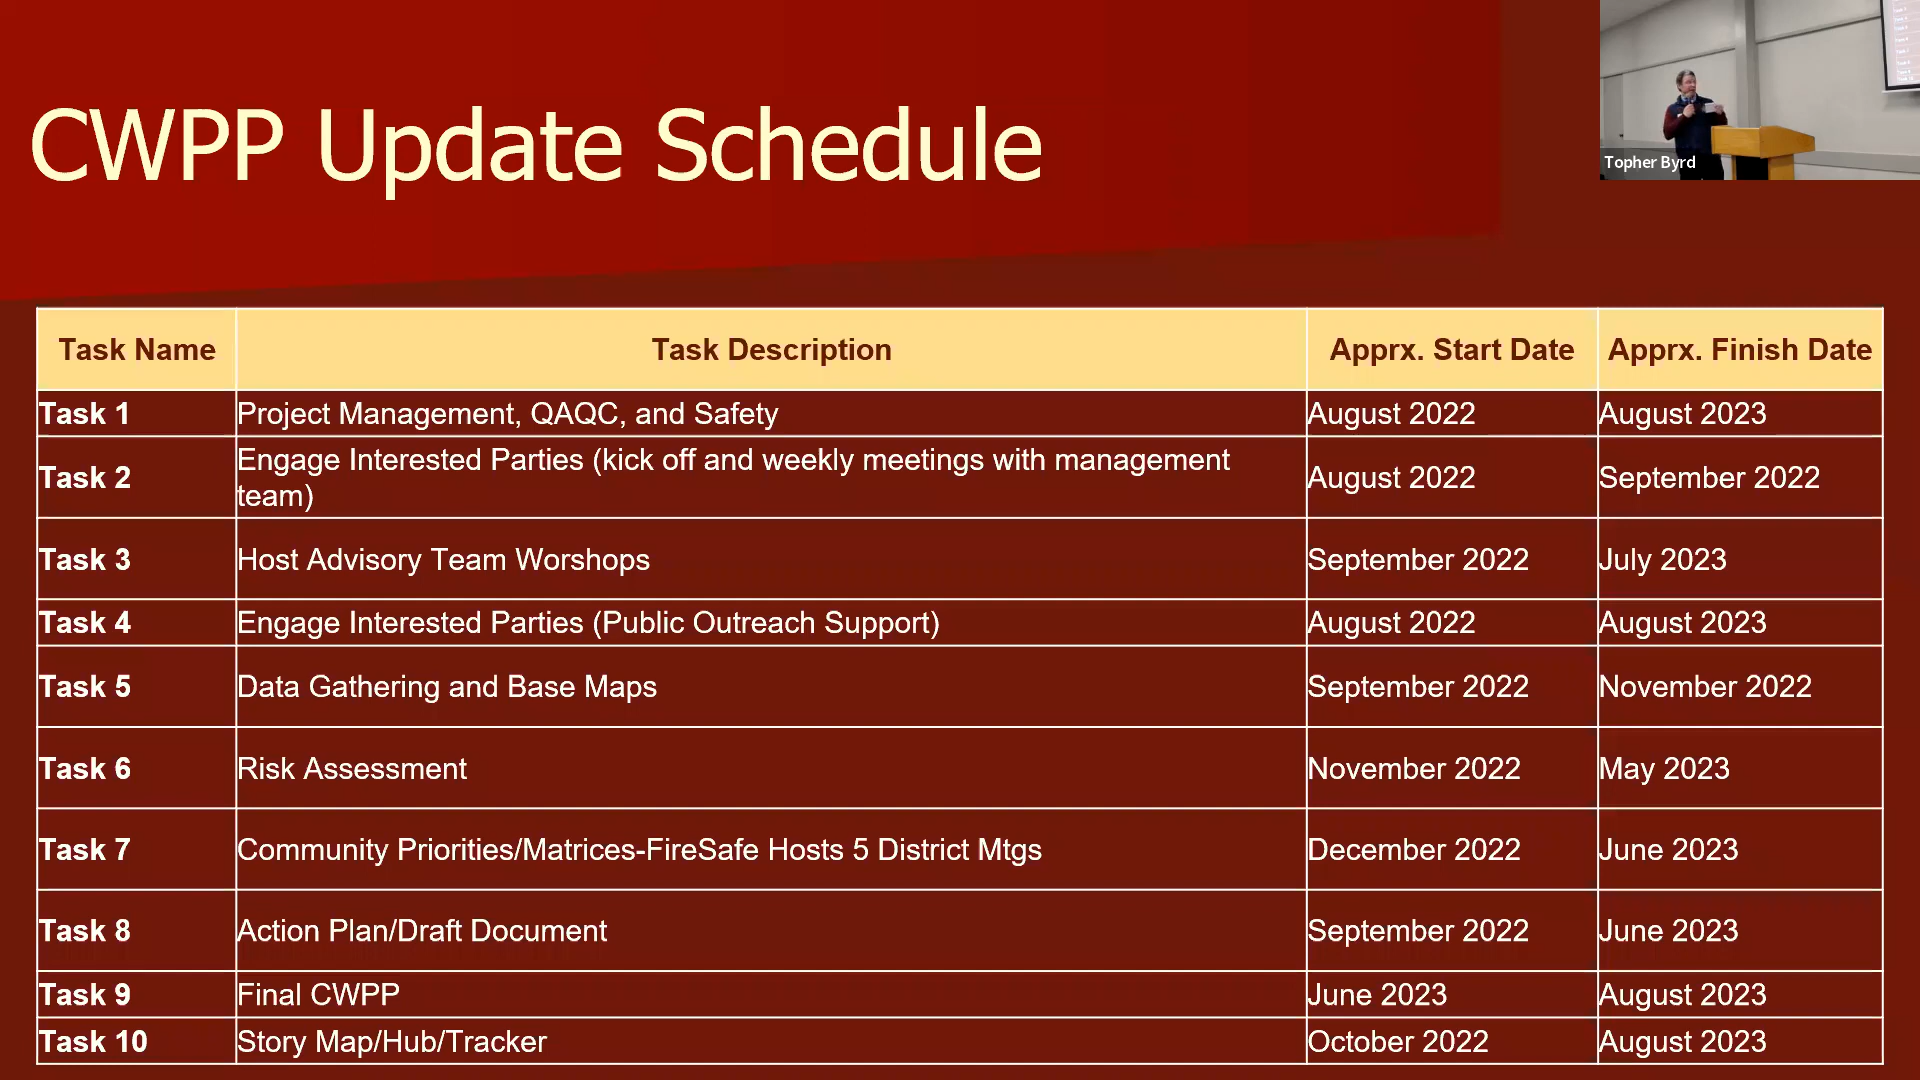 CWPP Update Schedule
Topher Byrd
Task Name Task Description Apprx. Start Date Apprx. Finish Date
Task 1 Project Management, QAQC, and Safety August 2022 August 2023
Task 2 Engage Interested Parties (kick off and weekly meetings with management
team) August 2022 September 2022
Task 3 Host Advisory Team Worshops September 2022 July 2023
Task 4 Engage Interested Parties (Public Outreach Support) August 2022 August 2023
Task 5 Data Gathering and Base Maps September 2022 November 2022
Task 6 Risk Assessment November 2022 May 2023
Task 7 Community Priorities/Matrices-FireSafe Hosts 5 District Mtgs December 2022 June 2023
Task 8 Action Plan/Draft Document September 2022 June 2023
Task 9 Final CWPP June 2023 August 2023
Task 10 Story Map/Hub/Tracker October 2022 August 2023